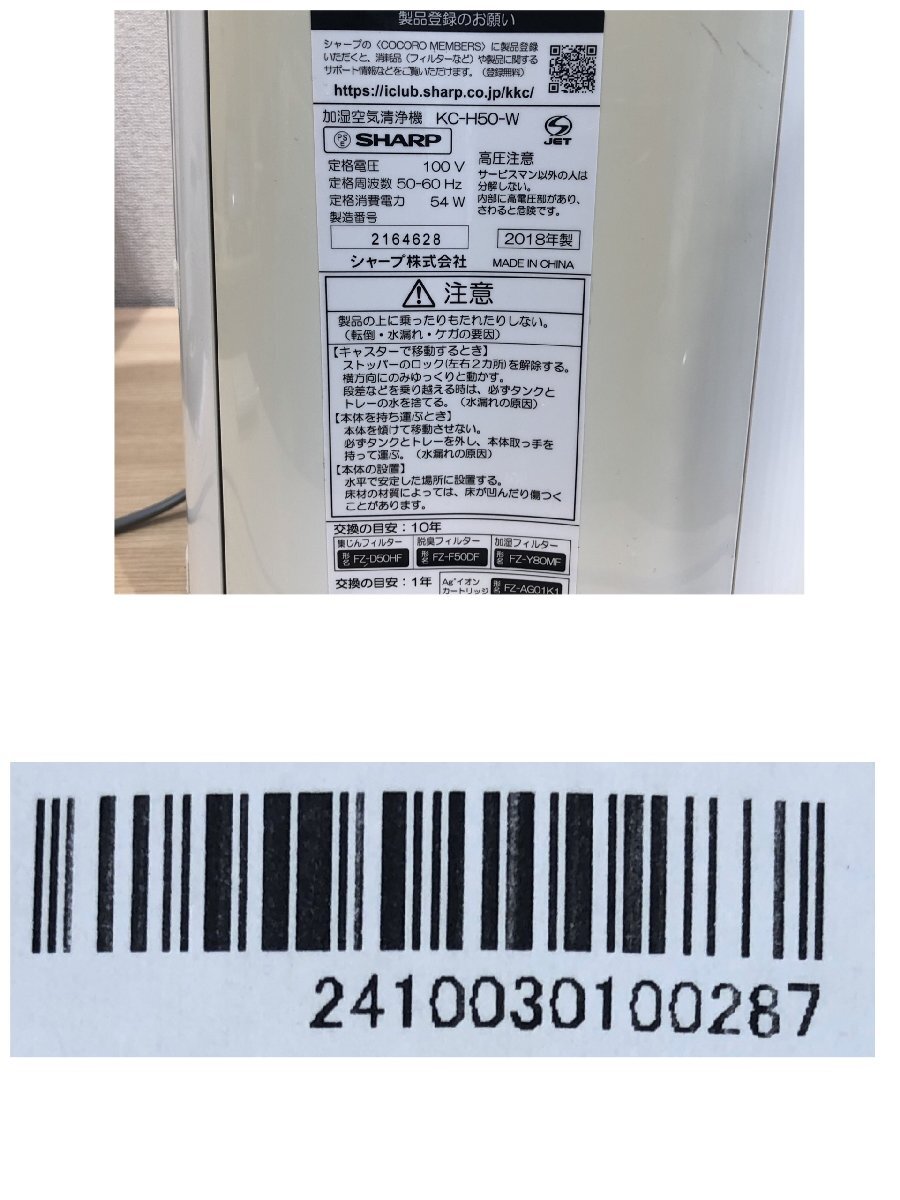 製品登録のお願い
シャープの〈COCORO MEMBERS〉に製品登録
いただくと、消耗品（フィルターなど）や製品に関する
サポート情報などをご覧いただけます。（登録無料）
https://iclub.sharp.co.jp/kkc/
加湿空気清浄機 KC-H50-W
PSE SHARP
JET
定格電圧 100 V
定格周波数 50-60 Hz
定格消費電力 54 W
製造番号
2164628
高圧注意
サービスマン以外の人は
分解しない。
内部に高電圧部があり、
さわると危険です。
2018年製
シャープ株式会社 MADE IN CHINA
注意
製品の上に乗ったりもたれたりしない。
（転倒・水漏れ・ケガの要因）
【キャスターで移動するとき】
ストッパーのロック(左右2カ所)を解除する。
横方向にのみゆっくりと動かす。
段差などを乗り越える時は、必ずタンクと
トレーの水を捨てる。（水漏れの原因）
【本体を持ち運ぶとき】
本体を傾けて移動させない。
必ずタンクとトレーを外し、本体取っ手を
持って運ぶ。（水漏れの原因）
【本体の設置】
水平で安定した場所に設置する。
床材の材質によっては、床が凹んだり傷つく
ことがあります。
交換の目安：10年
集じんフィルター 脱臭フィルター 加湿フィルター
形名 FZ-D50HF 形名 FZ-F50DF 形名 FZ-Y80MF
交換の目安：1年 Ag⁺イオン
カートリッジ 形名 FZ-AG01K1
2410030100287